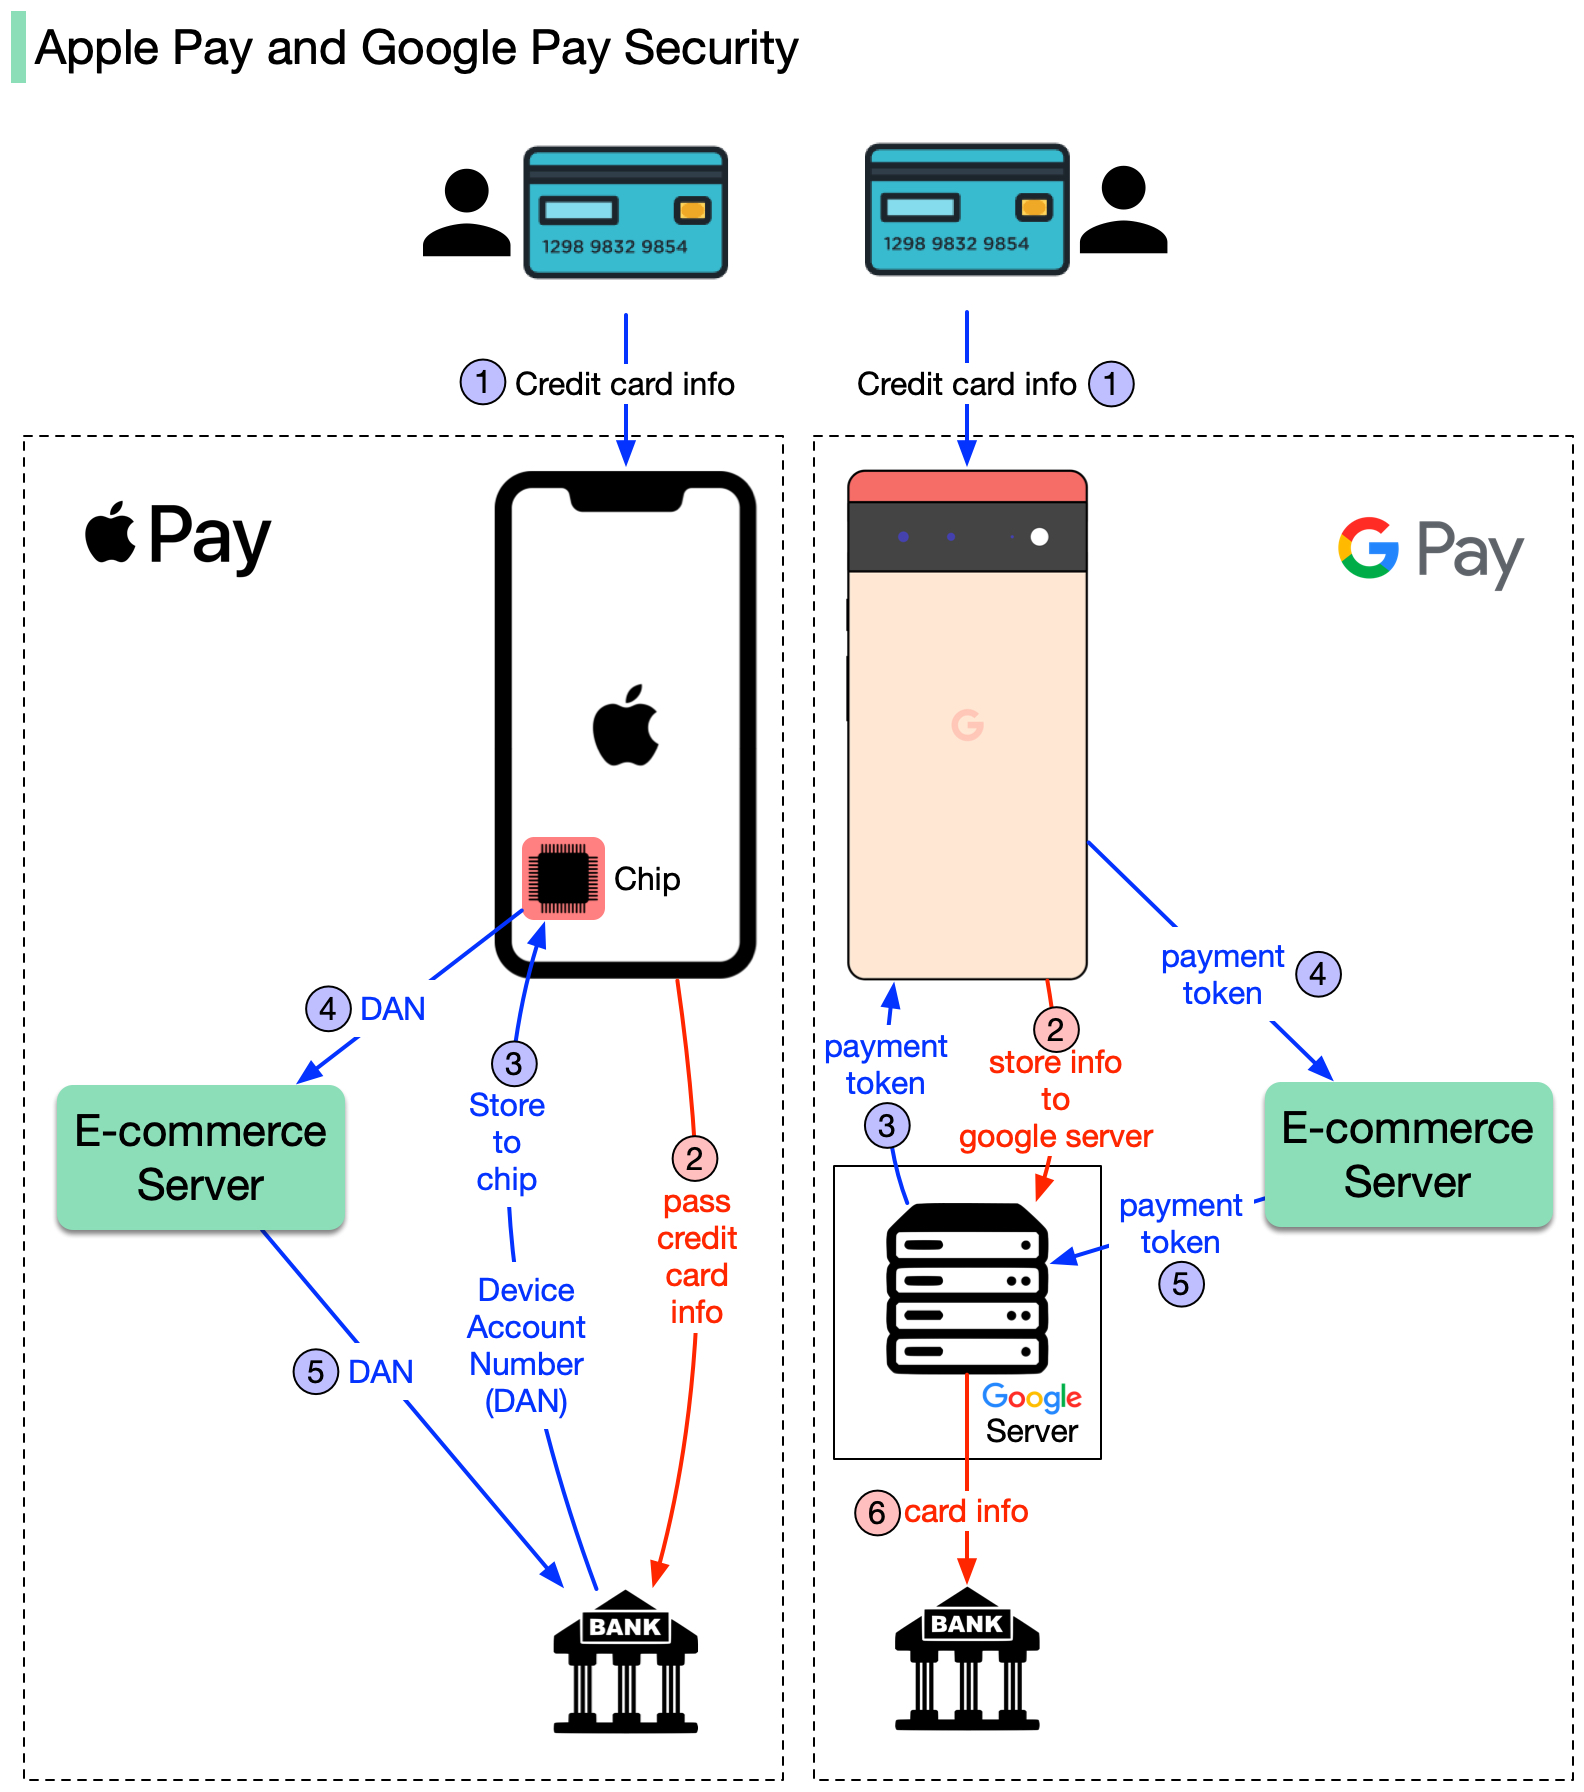 Apple Pay and Google Pay Security
1298 9832 9854
1298 9832 9854
1 Credit card info
Credit card info 1
Pay
G Pay
G
Chip
4 DAN
3
Store
to
chip
Device
Account
Number
(DAN)
2
pass
credit
card
info
E-commerce
Server
5 DAN
BANK
payment
token
4
payment
token
3
2
store info
to
google server
E-commerce
Server
payment
token
5
Google
Server
6 card info
BANK